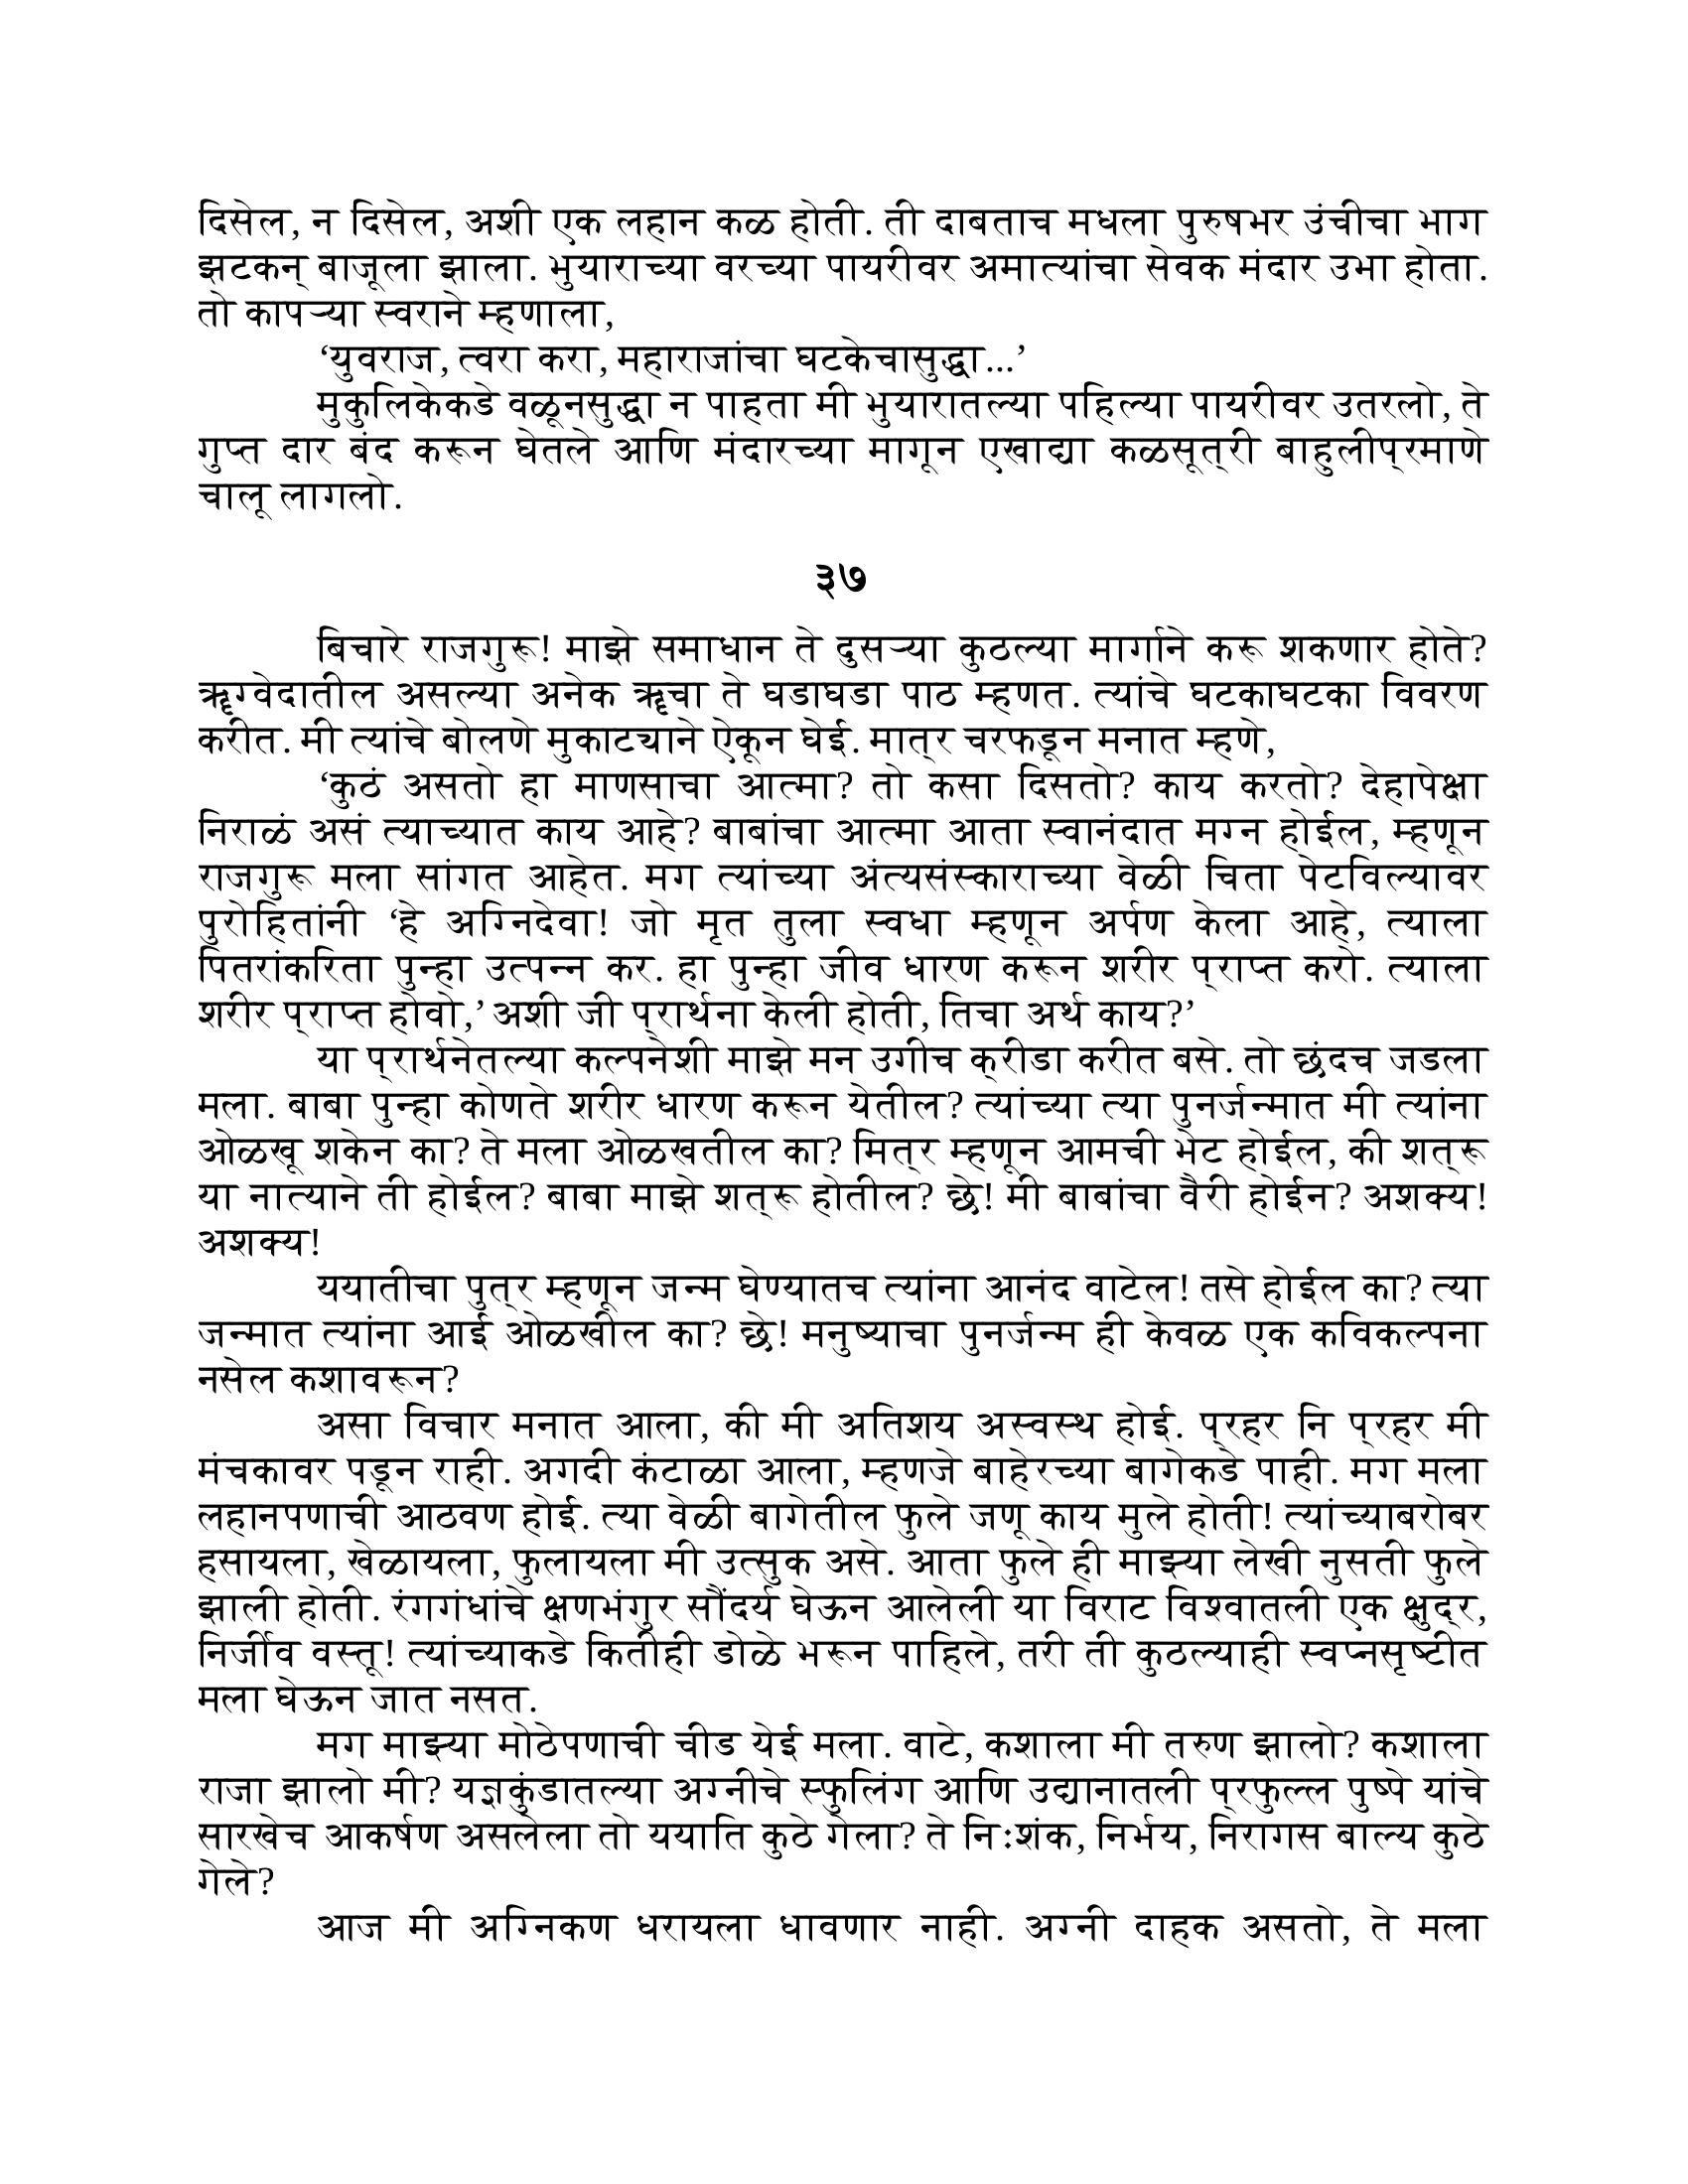 दिसेल, न दिसेल, अशी एक लहान कळ होती. ती दाबताच मधला पुरुषभर उंचीचा भाग
झटकन् बाजूला झाला. भुयाराच्या वरच्या पायरीवर अमात्यांचा सेवक मंदार उभा होता.
तो कापऱ्या स्वराने म्हणाला,
‘युवराज, त्वरा करा, महाराजांचा घटकेचासुद्धा...’
मुकुलिकेकडे वळूनसुद्धा न पाहता मी भुयारातल्या पहिल्या पायरीवर उतरलो, ते
गुप्त दार बंद करून घेतले आणि मंदारच्या मागून एखाद्या कळसूत्री बाहुलीप्रमाणे
चालू लागलो.
३७
बिचारे राजगुरू! माझे समाधान ते दुसऱ्या कुठल्या मार्गाने करू शकणार होते?
ॠग्वेदातील असल्या अनेक ॠचा ते घडाघडा पाठ म्हणत. त्यांचे घटकाघटका विवरण
करीत. मी त्यांचे बोलणे मुकाट्याने ऐकून घेई. मात्र चरफडून मनात म्हणे,
‘कुठं असतो हा माणसाचा आत्मा? तो कसा दिसतो? काय करतो? देहापेक्षा
निराळं असं त्याच्यात काय आहे? बाबांचा आत्मा आता स्वानंदात मग्न होईल, म्हणून
राजगुरू मला सांगत आहेत. मग त्यांच्या अंत्यसंस्काराच्या वेळी चिता पेटविल्यावर
पुरोहितांनी ‘हे अग्निदेवा! जो मृत तुला स्वधा म्हणून अर्पण केला आहे, त्याला
पितरांकरिता पुन्हा उत्पन्न कर. हा पुन्हा जीव धारण करून शरीर प्राप्त करो. त्याला
शरीर प्राप्त होवो,’ अशी जी प्रार्थना केली होती, तिचा अर्थ काय?’
या प्रार्थनेतल्या कल्पनेशी माझे मन उगीच क्रीडा करीत बसे. तो छंदच जडला
मला. बाबा पुन्हा कोणते शरीर धारण करून येतील? त्यांच्या त्या पुनर्जन्मात मी त्यांना
ओळखू शकेन का? ते मला ओळखतील का? मित्र म्हणून आमची भेट होईल, की शत्रू
या नात्याने ती होईल? बाबा माझे शत्रू होतील? छे! मी बाबांचा वैरी होईन? अशक्य!
अशक्य!
ययातीचा पुत्र म्हणून जन्म घेण्यातच त्यांना आनंद वाटेल! तसे होईल का? त्या
जन्मात त्यांना आई ओळखील का? छे! मनुष्याचा पुनर्जन्म ही केवळ एक कविकल्पना
नसेल कशावरून?
असा विचार मनात आला, की मी अतिशय अस्वस्थ होई. प्रहर नि प्रहर मी
मंचकावर पडून राही. अगदी कंटाळा आला, म्हणजे बाहेरच्या बागेकडे पाही. मग मला
लहानपणाची आठवण होई. त्या वेळी बागेतील फुले जणू काय मुले होती! त्यांच्याबरोबर
हसायला, खेळायला, फुलायला मी उत्सुक असे. आता फुले ही माझ्या लेखी नुसती फुले
झाली होती. रंगगंधांचे क्षणभंगुर सौंदर्य घेऊन आलेली या विराट विश्वातली एक क्षुद्र,
निर्जीव वस्तू! त्यांच्याकडे कितीही डोळे भरून पाहिले, तरी ती कुठल्याही स्वप्नसृष्टीत
मला घेऊन जात नसत.
मग माझ्या मोठेपणाची चीड येई मला. वाटे, कशाला मी तरुण झालो? कशाला
राजा झालो मी? यज्ञकुंडातल्या अग्नीचे स्फुलिंग आणि उद्यानातली प्रफुल्ल पुष्पे यांचे
सारखेच आकर्षण असलेला तो ययाति कुठे गेला? ते निःशंक, निर्भय, निरागस बाल्य कुठे
गेले?
आज मी अग्निकण धरायला धावणार नाही. अग्नी दाहक असतो, ते मला